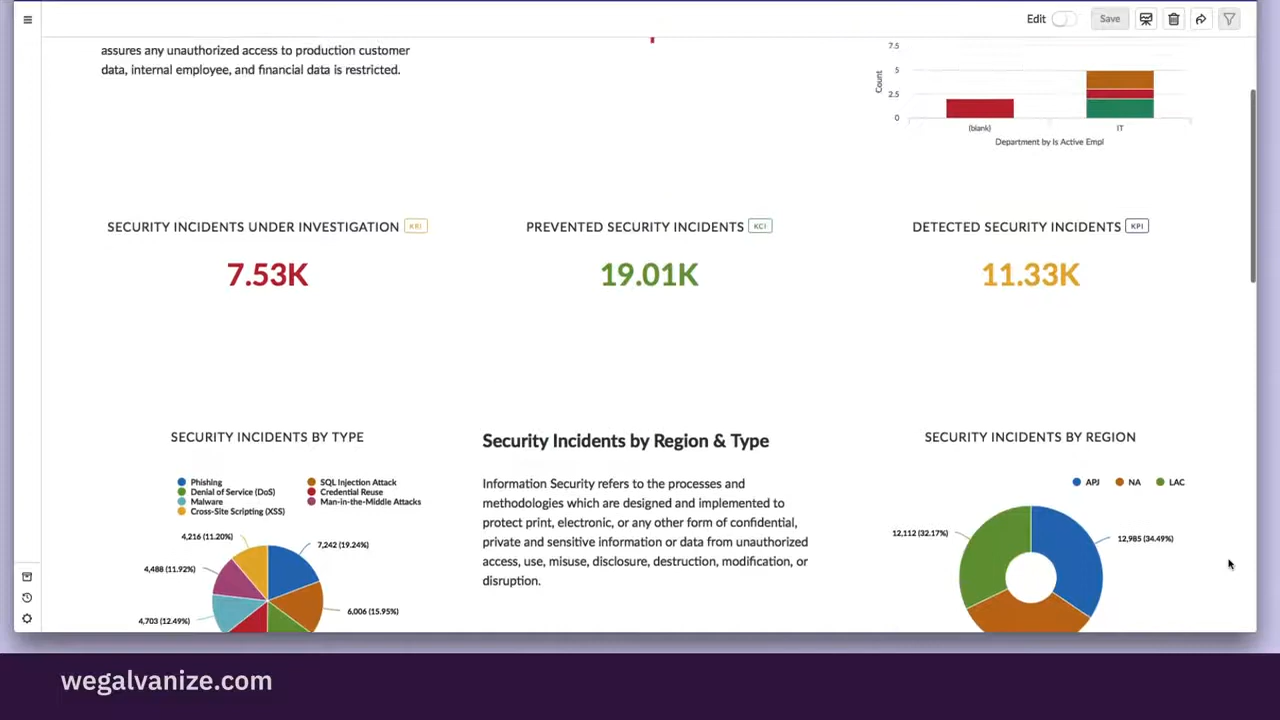 Edit
Save
assures any unauthorized access to production customer
data, internal employee, and financial data is restricted.
7.5
5
2.5
0
Count
(blank)
IT
Department by Is Active Empl
SECURITY INCIDENTS UNDER INVESTIGATION KRI
7.53K
PREVENTED SECURITY INCIDENTS KCI
19.01K
DETECTED SECURITY INCIDENTS KPI
11.33K
SECURITY INCIDENTS BY TYPE
Phishing
Denial of Service (DoS)
Malware
Cross-Site Scripting (XSS)
SQL Injection Attack
Credential Reuse
Man-in-the-Middle Attacks
4,216 (11.20%)
7,242 (19.24%)
4,488 (11.92%)
6,006 (15.95%)
4,703 (12.49%)
Security Incidents by Region & Type
Information Security refers to the processes and
methodologies which are designed and implemented to
protect print, electronic, or any other form of confidential,
private and sensitive information or data from unauthorized
access, use, misuse, disclosure, destruction, modification, or
disruption.
SECURITY INCIDENTS BY REGION
APJ
NA
LAC
12,112 (32.17%)
12,985 (34.49%)
wegalvanize.com